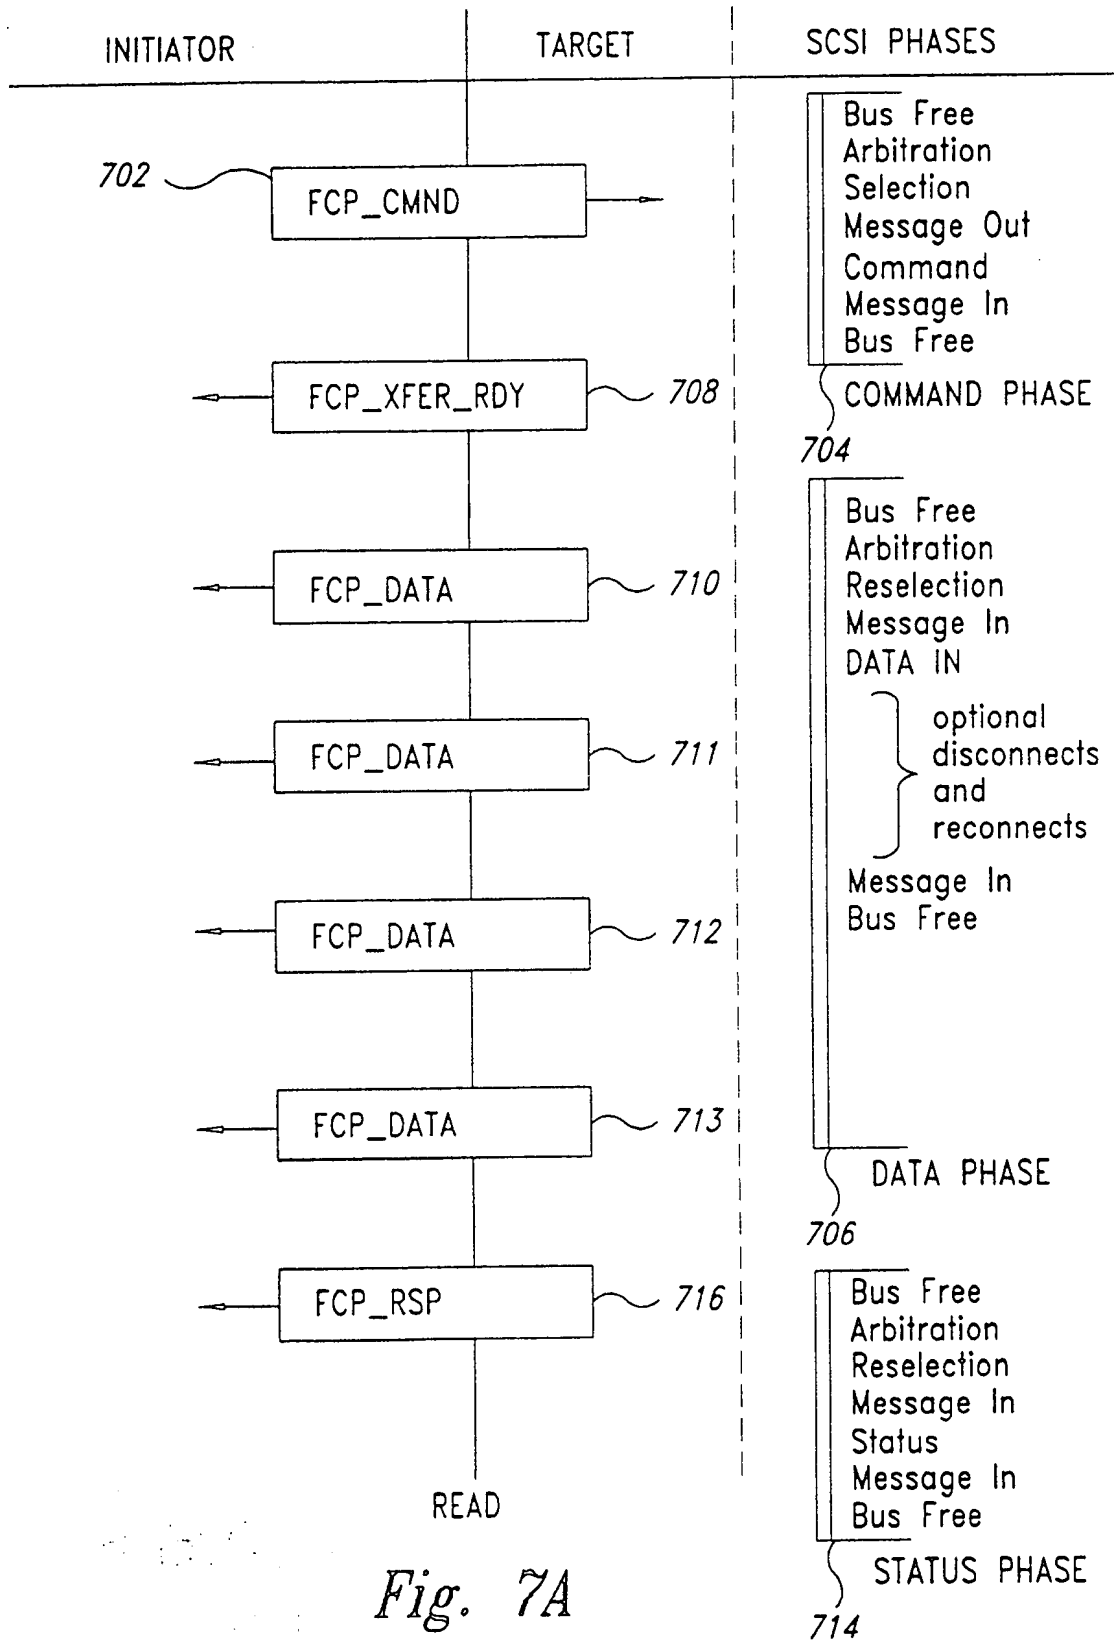 INITIATOR
TARGET
SCSI PHASES
702
FCP_CMND
FCP_XFER_RDY
708
FCP_DATA
710
FCP_DATA
711
FCP_DATA
712
FCP_DATA
713
FCP_RSP
716
READ
Bus Free
Arbitration
Selection
Message Out
Command
Message In
Bus Free
COMMAND PHASE
704
Bus Free
Arbitration
Reselection
Message In
DATA IN
optional
disconnects
and
reconnects
Message In
Bus Free
DATA PHASE
706
Bus Free
Arbitration
Reselection
Message In
Status
Message In
Bus Free
STATUS PHASE
714
Fig. 7A